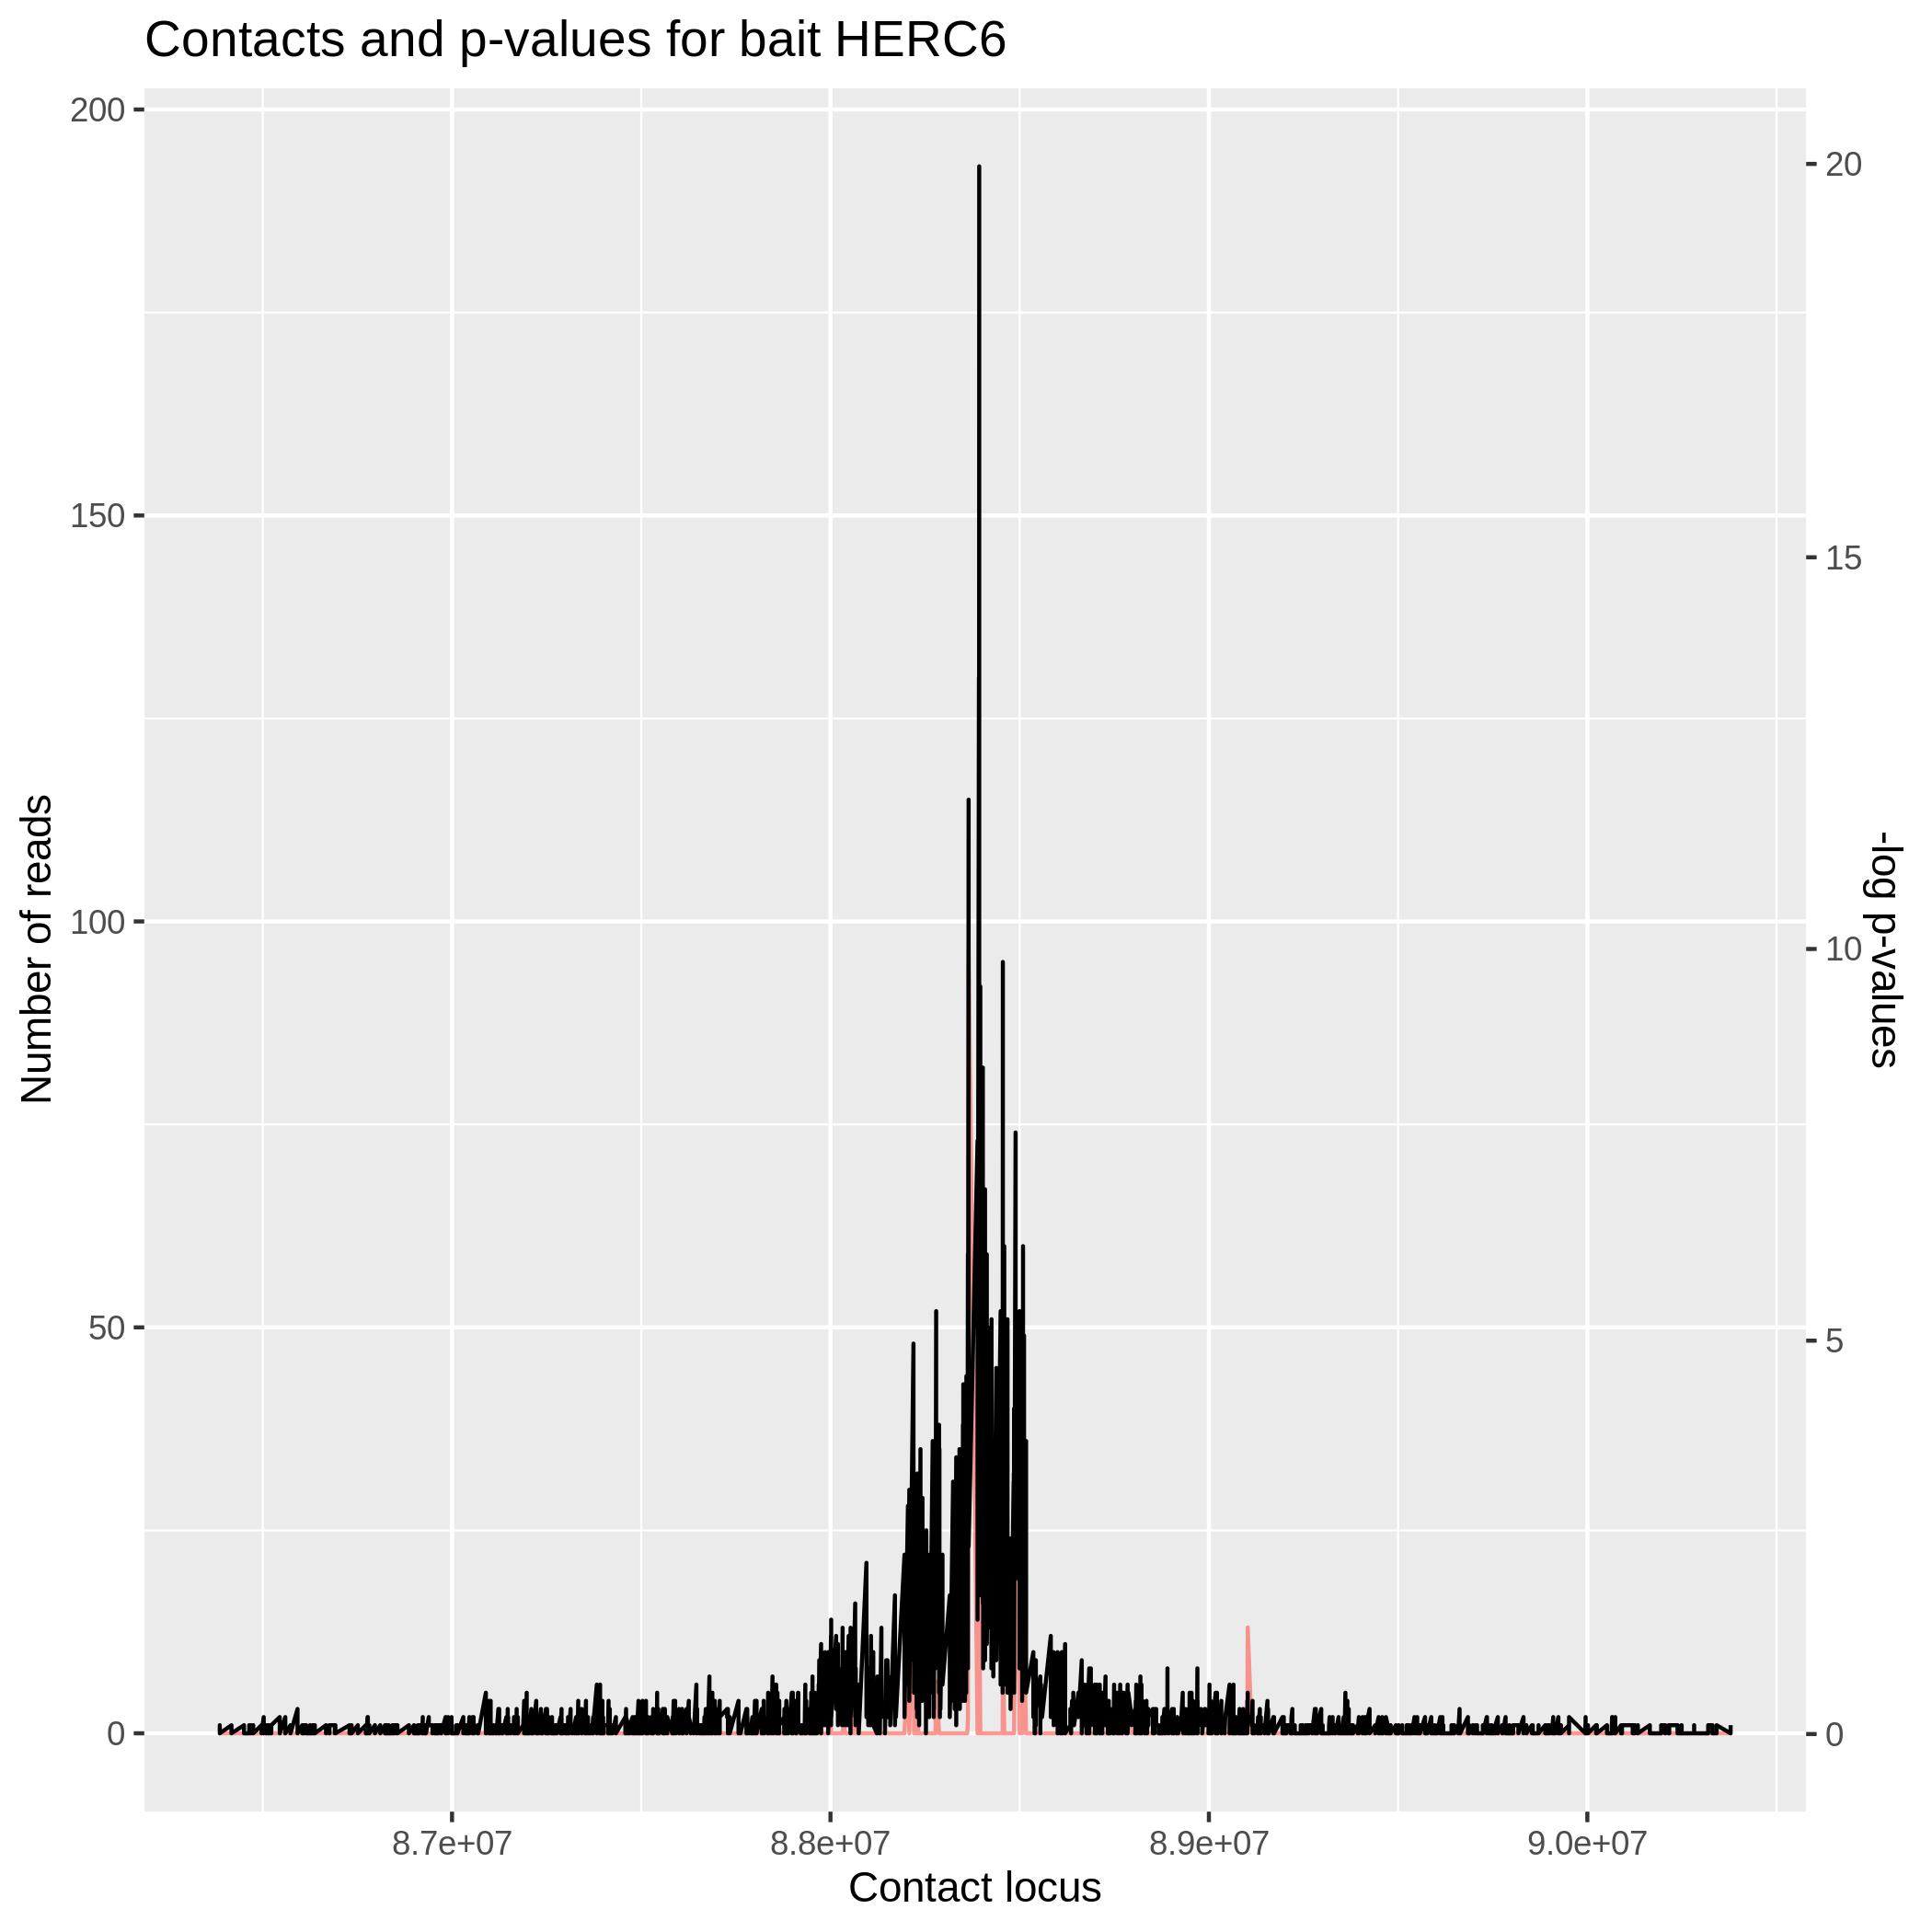 Contacts and p-values for bait HERC6
200
150
100
50
0
Number of reads
20
15
10
5
0
-log p-values
8.7e+07
8.8e+07
8.9e+07
9.0e+07
Contact locus